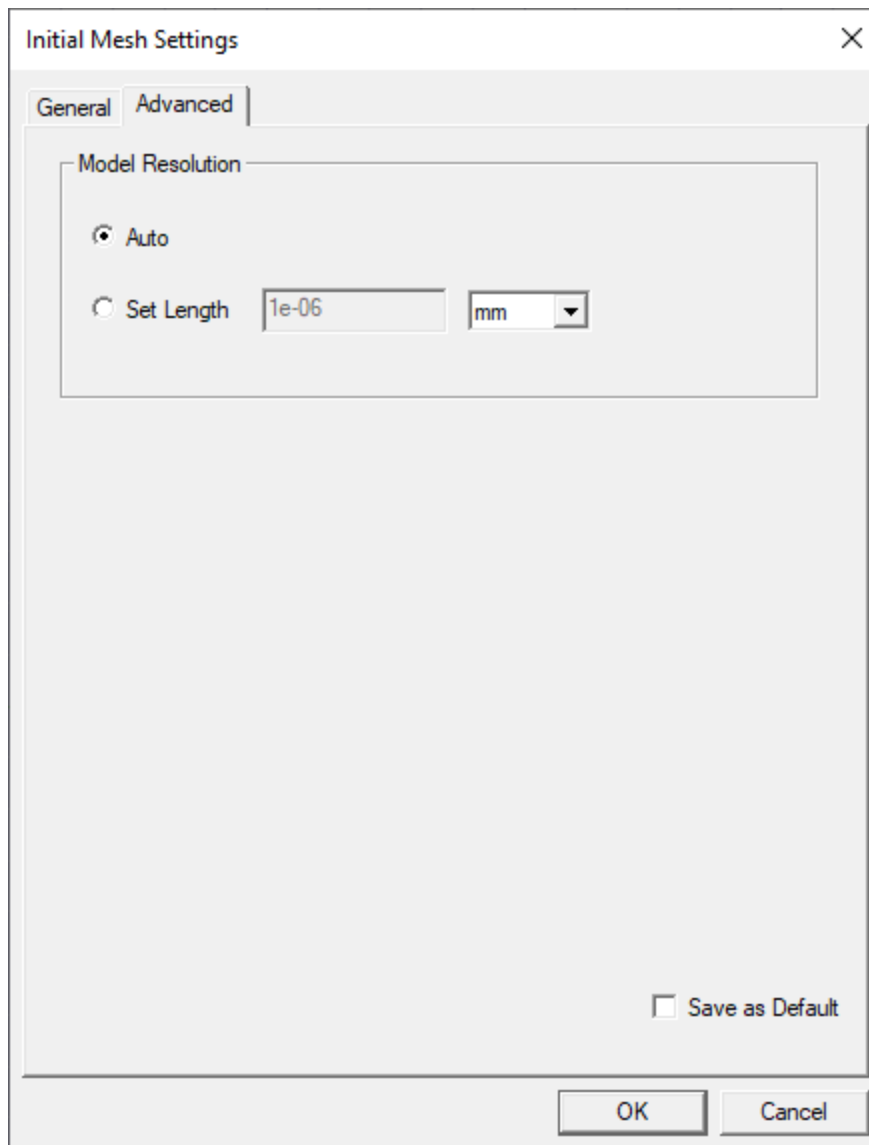 Initial Mesh Settings
General Advanced
Model Resolution
Auto
Set Length 1e-06 mm
Save as Default
OK Cancel